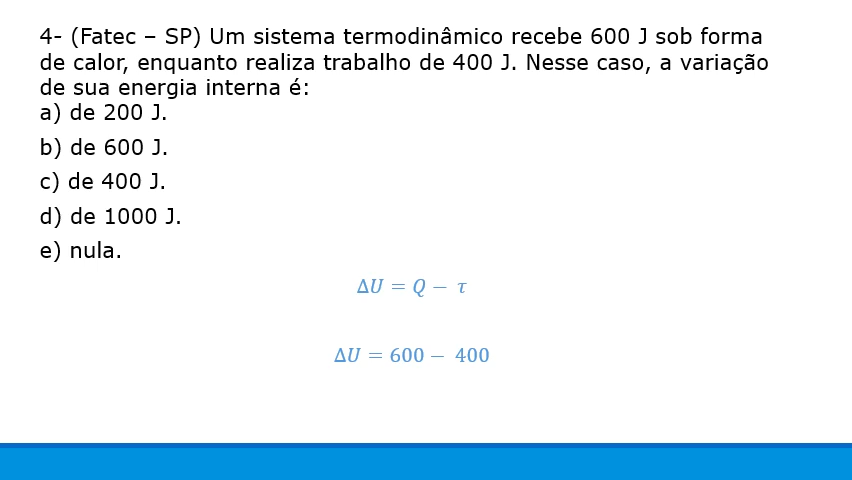 4- (Fatec – SP) Um sistema termodinâmico recebe 600 J sob forma
de calor, enquanto realiza trabalho de 400 J. Nesse caso, a variação
de sua energia interna é:
a) de 200 J.
b) de 600 J.
c) de 400 J.
d) de 1000 J.
e) nula.
ΔU = Q − τ
ΔU = 600 − 400